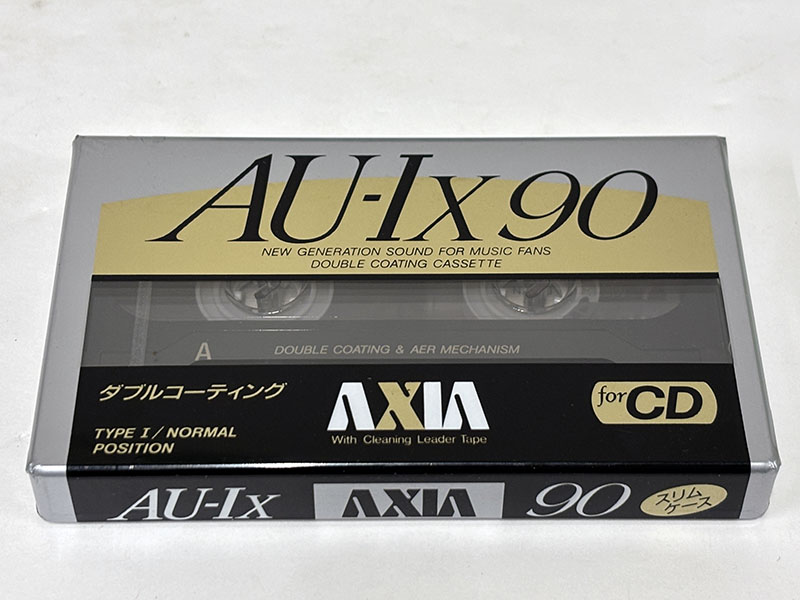 AU-Ix 90
NEW GENERATION SOUND FOR MUSIC FANS
DOUBLE COATING CASSETTE
A DOUBLE COATING & AER MECHANISM
ダブルコーティング
TYPE I/NORMAL
POSITION
AXIA
With Cleaning Leader Tape
for CD
AU-Ix AXIA 90
スリム
ケース